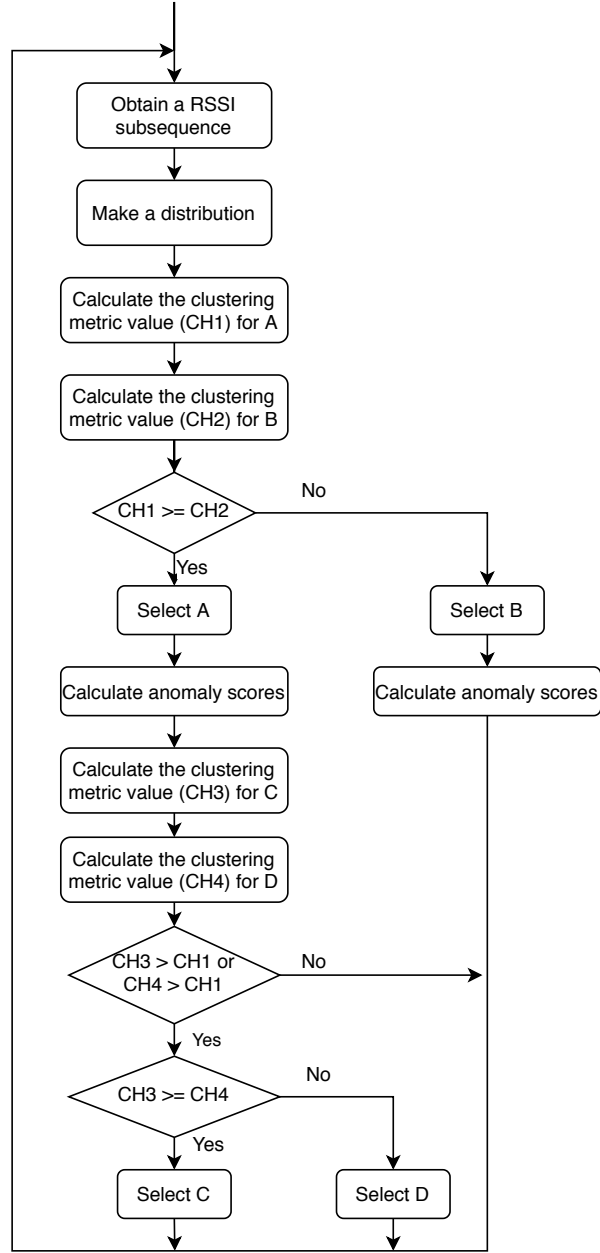 Obtain a RSSI
subsequence
Make a distribution
Calculate the clustering
metric value (CH1) for A
Calculate the clustering
metric value (CH2) for B
CH1 >= CH2
No
Yes
Select A
Select B
Calculate anomaly scores
Calculate anomaly scores
Calculate the clustering
metric value (CH3) for C
Calculate the clustering
metric value (CH4) for D
CH3 > CH1 or
CH4 > CH1
No
Yes
CH3 >= CH4
No
Yes
Select C
Select D